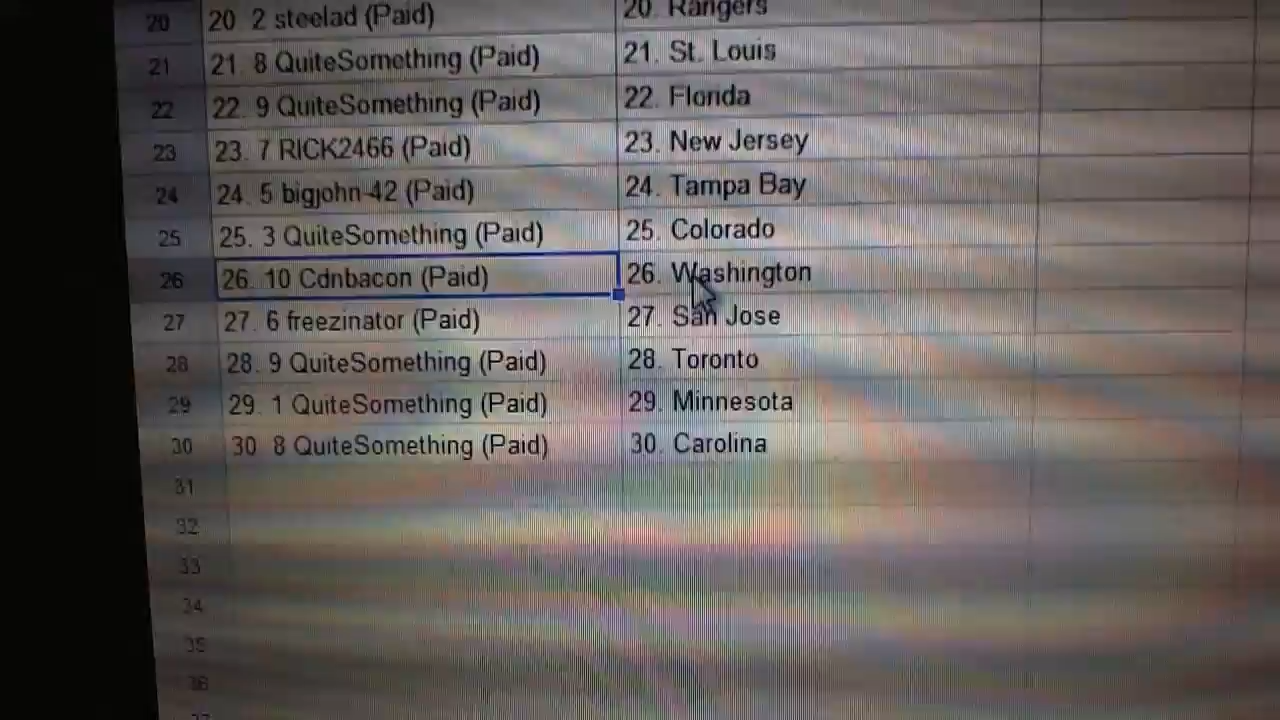 20 20 2 steelad (Paid) 20. Rangers
21 21. 8 QuiteSomething (Paid) 21. St. Louis
22 22. 9 QuiteSomething (Paid) 22. Florida
23 23. 7 RICK2466 (Paid) 23. New Jersey
24 24. 5 bigjohn-42 (Paid) 24. Tampa Bay
25 25. 3 QuiteSomething (Paid) 25. Colorado
26 26. 10 Cdnbacon (Paid) 26. Washington
27 27. 6 freezinator (Paid) 27. San Jose
28 28. 9 QuiteSomething (Paid) 28. Toronto
29 29. 1 QuiteSomething (Paid) 29. Minnesota
30 30 8 QuiteSomething (Paid) 30. Carolina
31
32
33
34
35
36
37